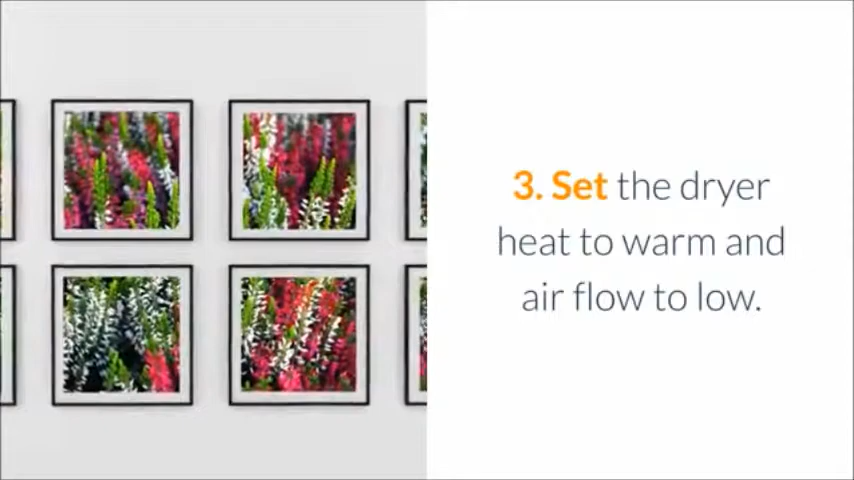 3. Set the dryer
heat to warm and
air flow to low.